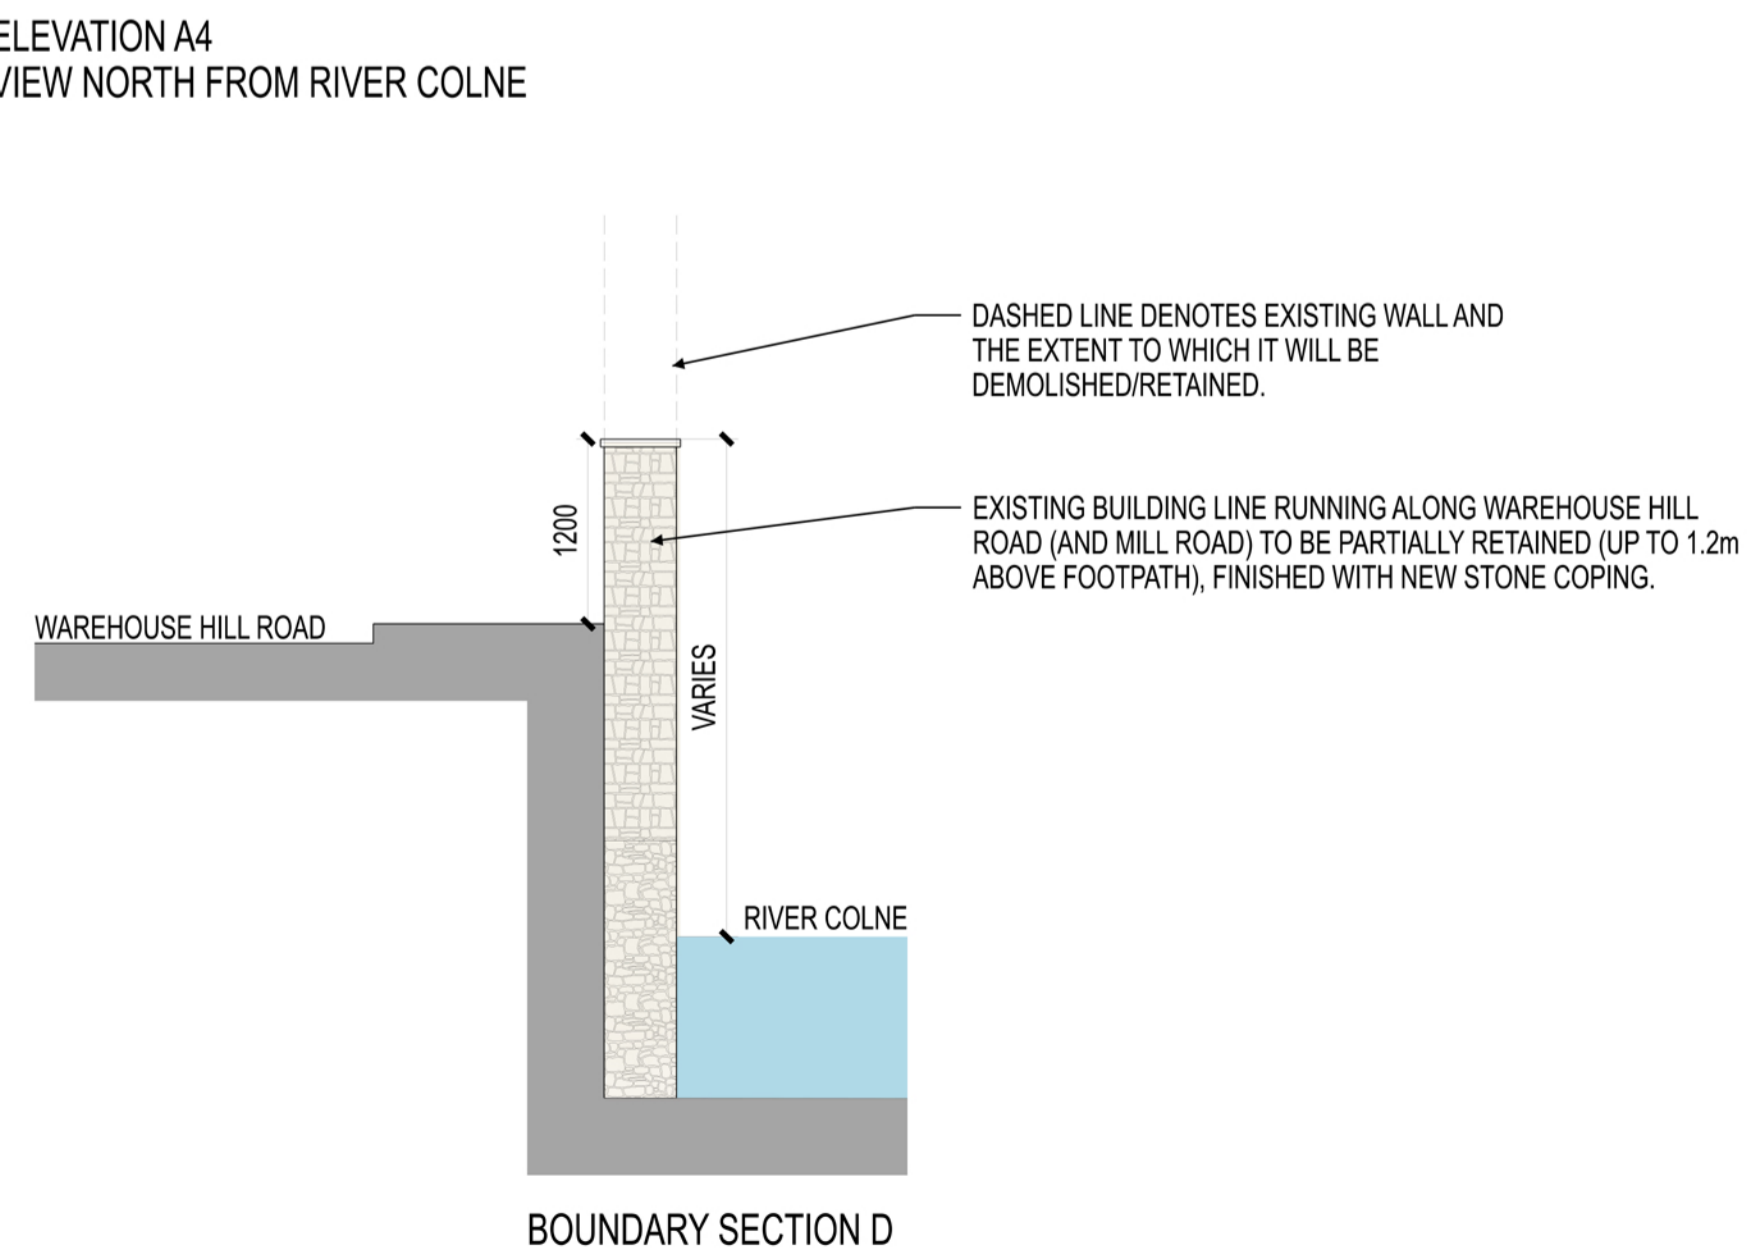 ELEVATION A4
VIEW NORTH FROM RIVER COLNE
DASHED LINE DENOTES EXISTING WALL AND
THE EXTENT TO WHICH IT WILL BE
DEMOLISHED/RETAINED.
1200
EXISTING BUILDING LINE RUNNING ALONG WAREHOUSE HILL
ROAD (AND MILL ROAD) TO BE PARTIALLY RETAINED (UP TO 1.2m
ABOVE FOOTPATH), FINISHED WITH NEW STONE COPING.
WAREHOUSE HILL ROAD
VARIES
RIVER COLNE
BOUNDARY SECTION D